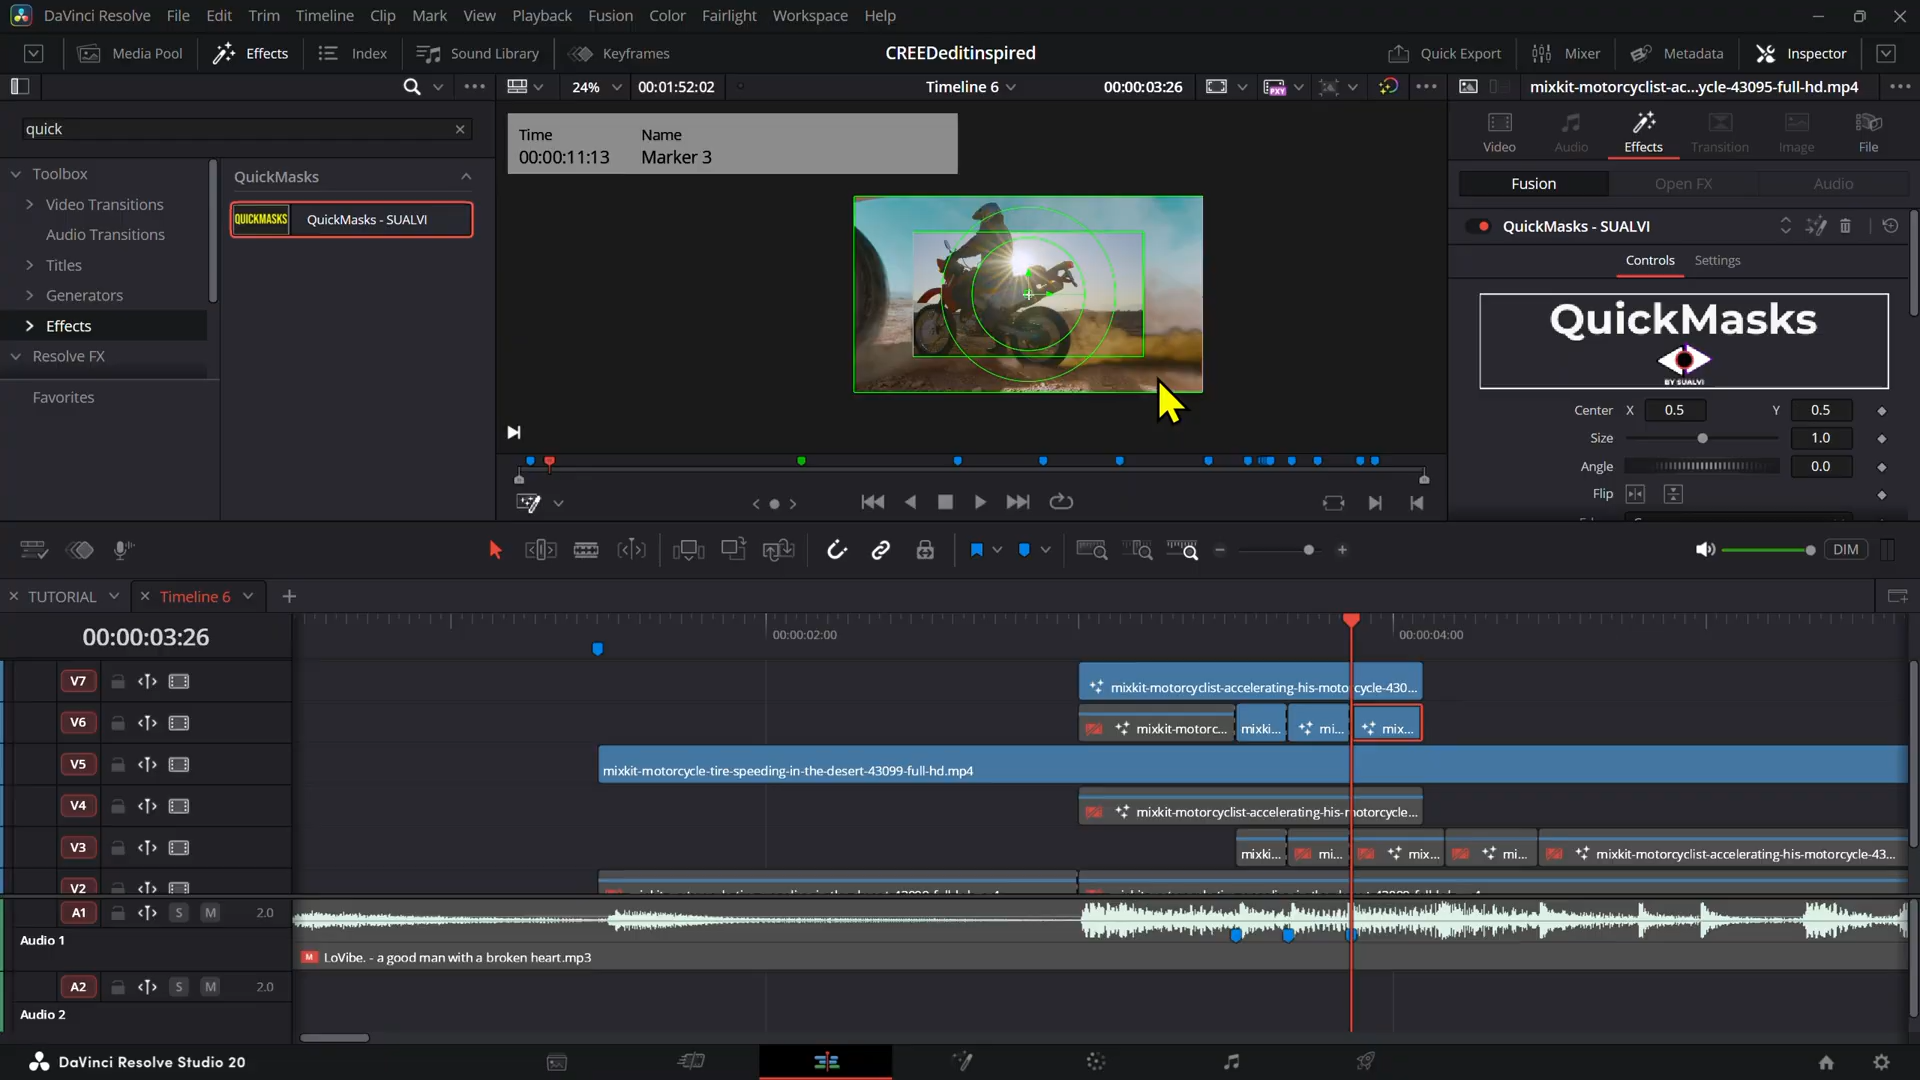 DaVinci Resolve File Edit Trim Timeline Clip Mark View Playback Fusion Color Fairlight Workspace Help
Media Pool Effects Index Sound Library Keyframes CREEDeditinspired Quick Export Mixer Metadata Inspector
24% 00:01:52:02 Timeline 6 00:00:03:26 PXY mixkit-motorcyclist-ac...ycle-43095-full-hd.mp4
quick
Time Name
00:00:11:13 Marker 3
Video Audio Effects Transition Image File
Toolbox
Video Transitions
Audio Transitions
Titles
Generators
Effects
Resolve FX
Favorites
QuickMasks
QUICKMASKS QuickMasks - SUALVI
Fusion Open FX Audio
QuickMasks - SUALVI
Controls Settings
QuickMasks
BY SUALVI
Center X 0.5 Y 0.5
Size 1.0
Angle 0.0
Flip
DIM
TUTORIAL Timeline 6
00:00:03:26
00:00:02:00 00:00:04:00
V7 mixkit-motorcyclist-accelerating-his-motorcycle-430...
V6 mixkit-motorc... mixki... mi... mix...
V5 mixkit-motorcycle-tire-speeding-in-the-desert-43099-full-hd.mp4
V4 mixkit-motorcyclist-accelerating-his-motorcycle...
V3 mixki... mi... mix... mi... mixkit-motorcyclist-accelerating-his-motorcycle-43...
V2
A1 S M 2.0
Audio 1
M LoVibe. - a good man with a broken heart.mp3
A2 S M 2.0
Audio 2
DaVinci Resolve Studio 20